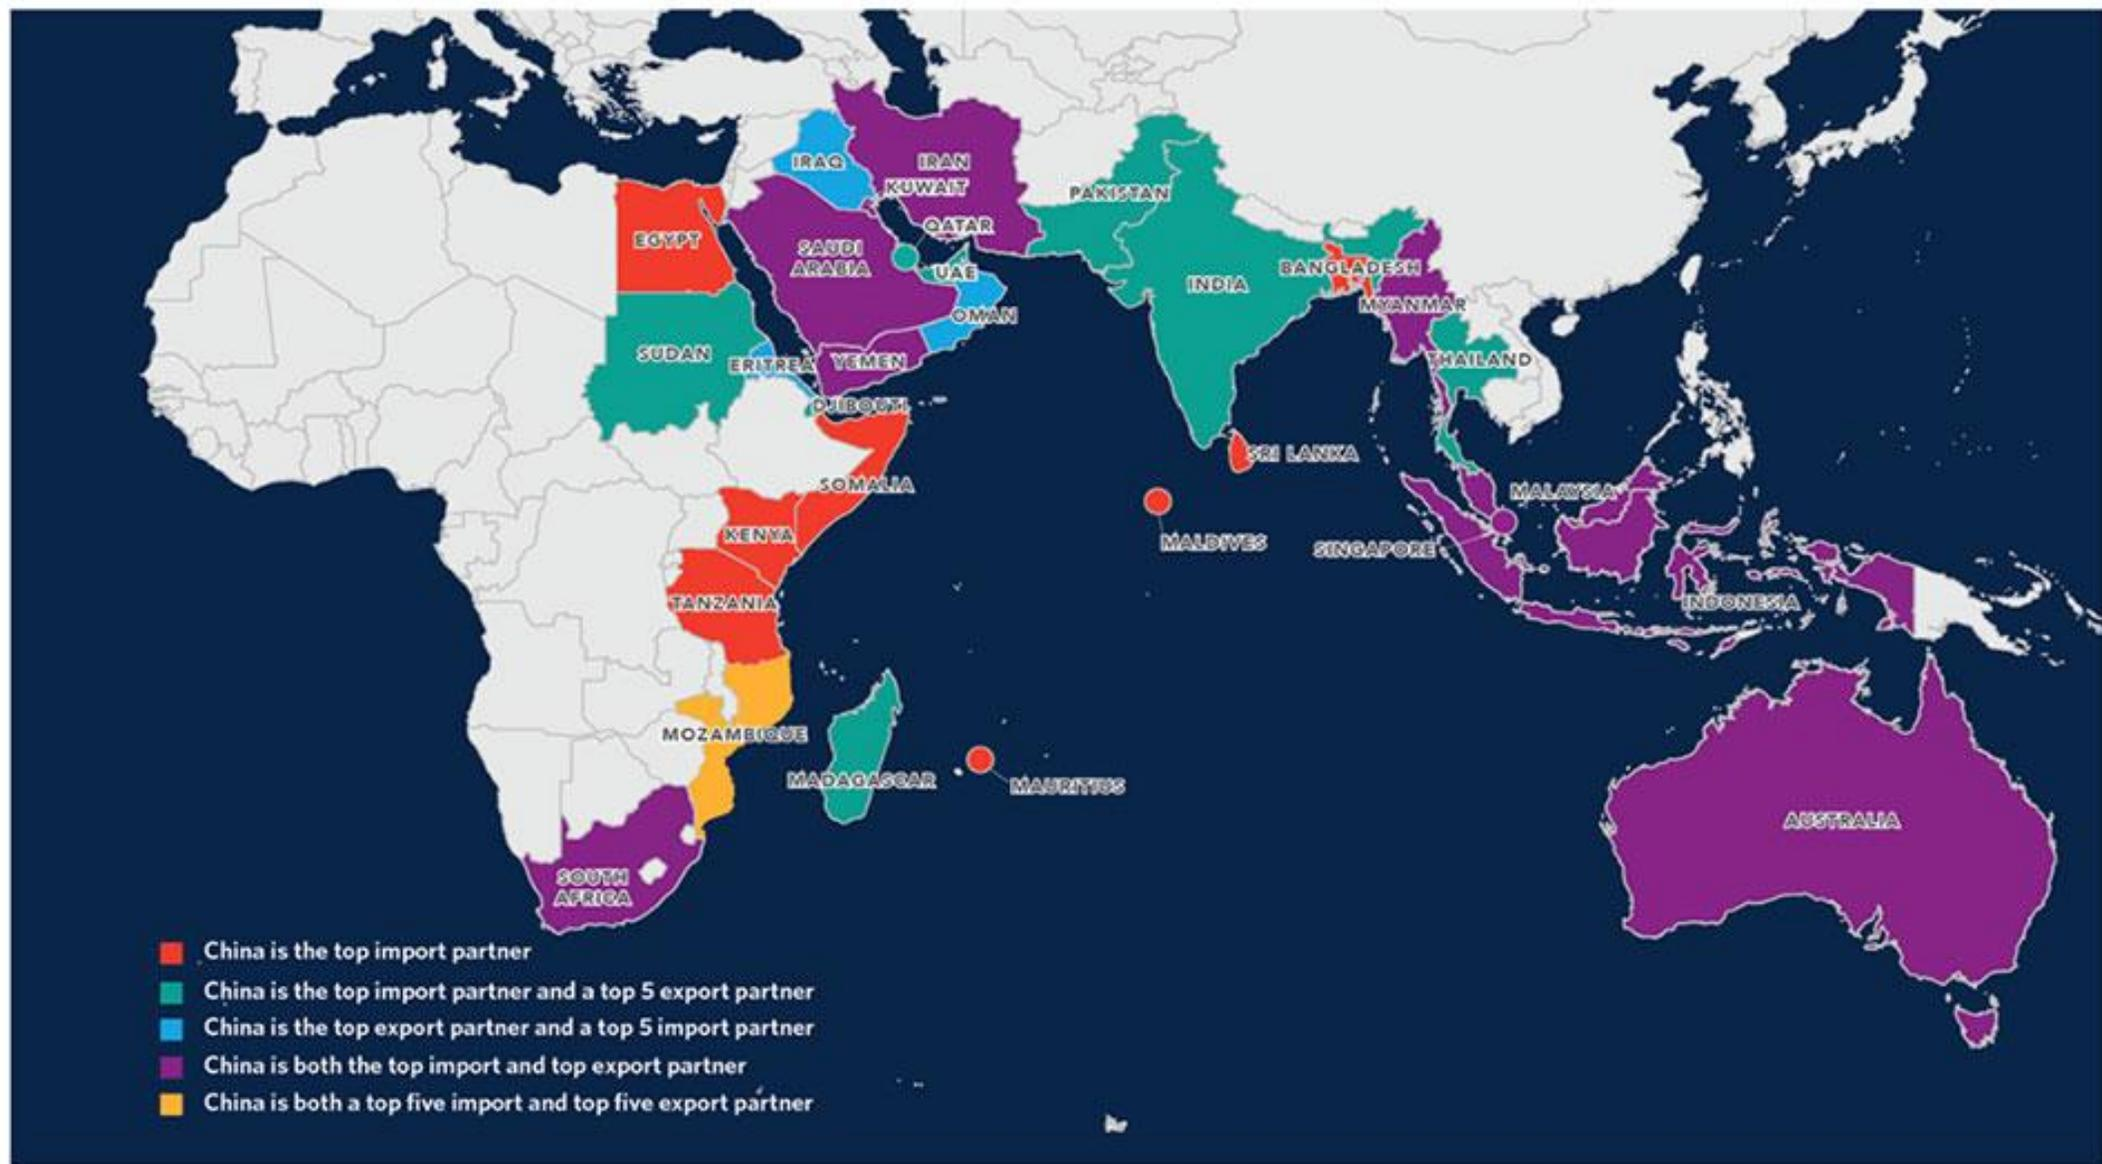 IRAQ
IRAN
KUWAIT
PAKISTAN
QATAR
EGYPT
SAUDI
ARABIA
UAE
BANGLADESH
INDIA
MYANMAR
OMAN
SUDAN
ERITREA
YEMEN
THAILAND
DJIBOUTI
SRI LANKA
SOMALIA
MALAYSIA
KENYA
MALDIVES
SINGAPORE
TANZANIA
INDONESIA
MOZAMBIQUE
MADAGASCAR
MAURITIUS
AUSTRALIA
SOUTH
AFRICA
China is the top import partner
China is the top import partner and a top 5 export partner
China is the top export partner and a top 5 import partner
China is both the top import and top export partner
China is both a top five import and top five export partner